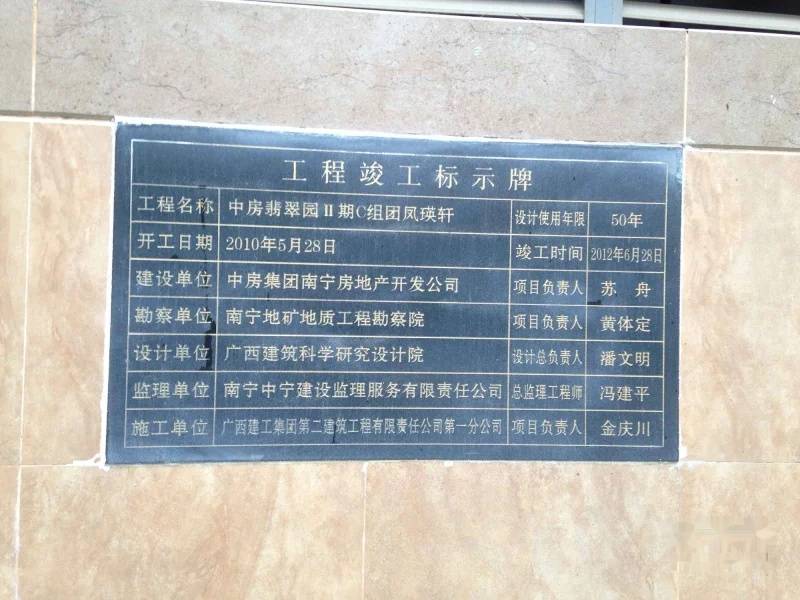 工程竣工标示牌
工程名称 中房翡翠园Ⅱ期C组团凤瑛轩 设计使用年限 50年
开工日期 2010年5月28日 竣工时间 2012年6月28日
建设单位 中房集团南宁房地产开发公司 项目负责人 苏 舟
勘察单位 南宁地矿地质工程勘察院 项目负责人 黄体定
设计单位 广西建筑科学研究设计院 设计总负责人 潘文明
监理单位 南宁中宁建设监理服务有限责任公司 总监理工程师 冯建平
施工单位 广西建工集团第二建筑工程有限责任公司第一分公司 项目负责人 金庆川